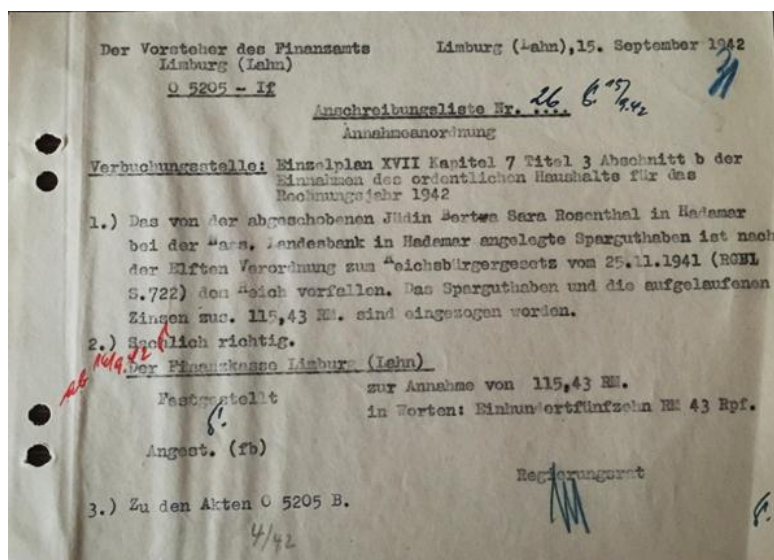 Der Vorsteher des Finanzamts Limburg (Lahn), 15. September 1942
Limburg (Lahn)
O 5205 - If
Anschreibungsliste Nr. 26
Annahmeanordnung
Verbuchungsstelle: Einzelplan XVII Kapitel 7 Titel 3 Abschnitt b der
Einnahmen des ordentlichen Haushalts für das
Rechnungsjahr 1942
1.) Das von der abgeschobenen Jüdin Sara Rosenthal in Hadamar
bei der Nass. Landesbank in Hadamar angelegte Sparguthaben ist nach
der Elften Verordnung zum Reichsbürgergesetz vom 25.11.1941 (RGBl
S.722) dem Reich verfallen. Das Sparguthaben und die aufgelaufenen
Zinsen zus. 115,43 RM. sind eingezogen worden.
2.) Sachlich richtig.
ab 16/9.42
Der Finanzkasse Limburg (Lahn)
Festgestellt zur Annahme von 115,43 RM.
in Worten: Einhundertfünfzehn RM 43 Rpf.
Angest. (fb)
Regierungsrat
3.) Zu den Akten O 5205 B.
4/42